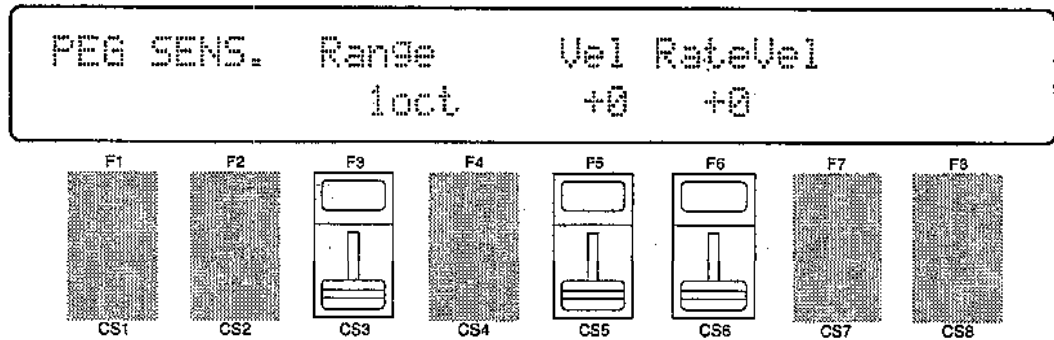 PEG SENS. Range Vel RateVel
1oct +0 +0
F1 F2 F3 F4 F5 F6 F7 F8
CS1 CS2 CS3 CS4 CS5 CS6 CS7 CS8